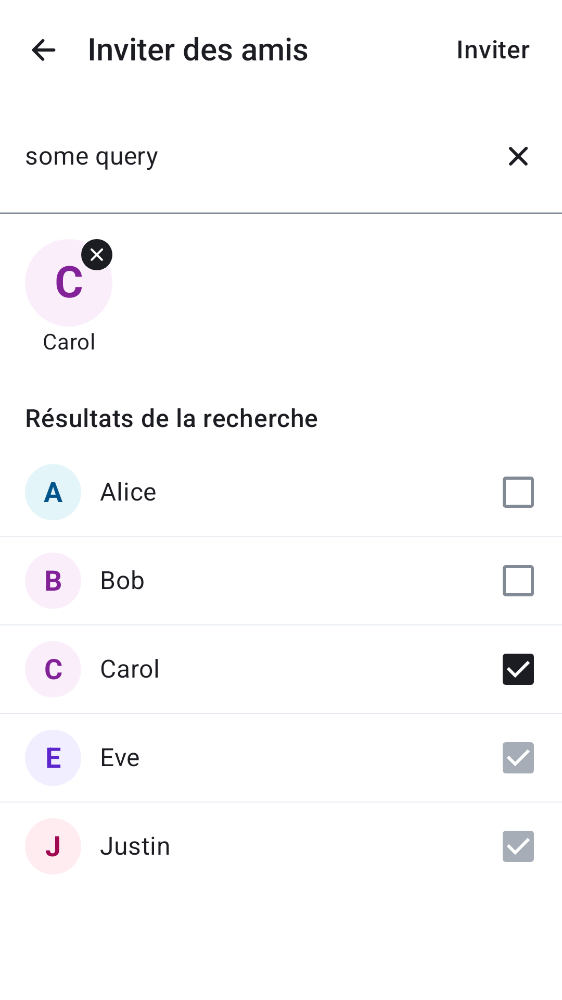 Inviter des amis
Inviter
some query
C
Carol
Résultats de la recherche
A Alice
B Bob
C Carol
E Eve
J Justin